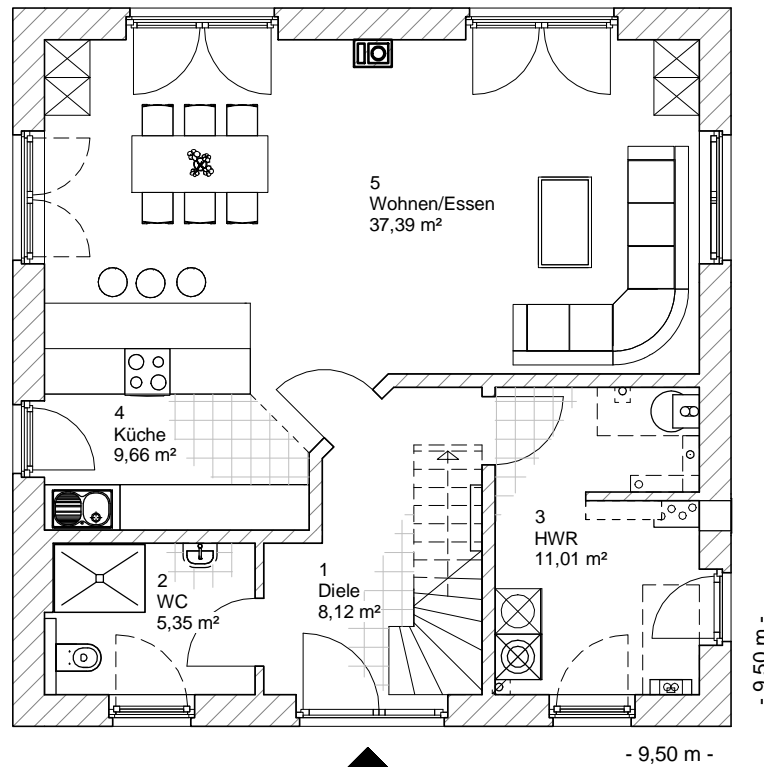 5
Wohnen/Essen
37,39 m²
4
Küche
9,66 m²
3
HWR
11,01 m²
2
WC
5,35 m²
1
Diele
8,12 m²
- 9,50 m -
- 9,50 m -